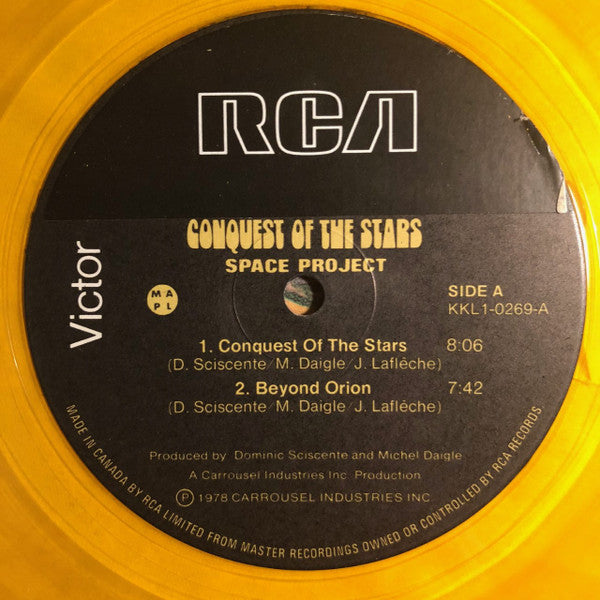 RCA
Victor
CONQUEST OF THE STARS
SPACE PROJECT
MA
PL
SIDE A
KKL1-0269-A
1. Conquest Of The Stars 8:06
(D. Sciscente/M. Daigle/J. Laflêche)
2. Beyond Orion 7:42
(D. Sciscente/M. Daigle/J. Laflêche)
Produced by Dominic Sciscente and Michel Daigle
A Carrousel Industries Inc. Production
Ⓟ 1978 CARROUSEL INDUSTRIES INC
MADE IN CANADA BY RCA LIMITED FROM MASTER RECORDINGS OWNED OR CONTROLLED BY RCA RECORDS